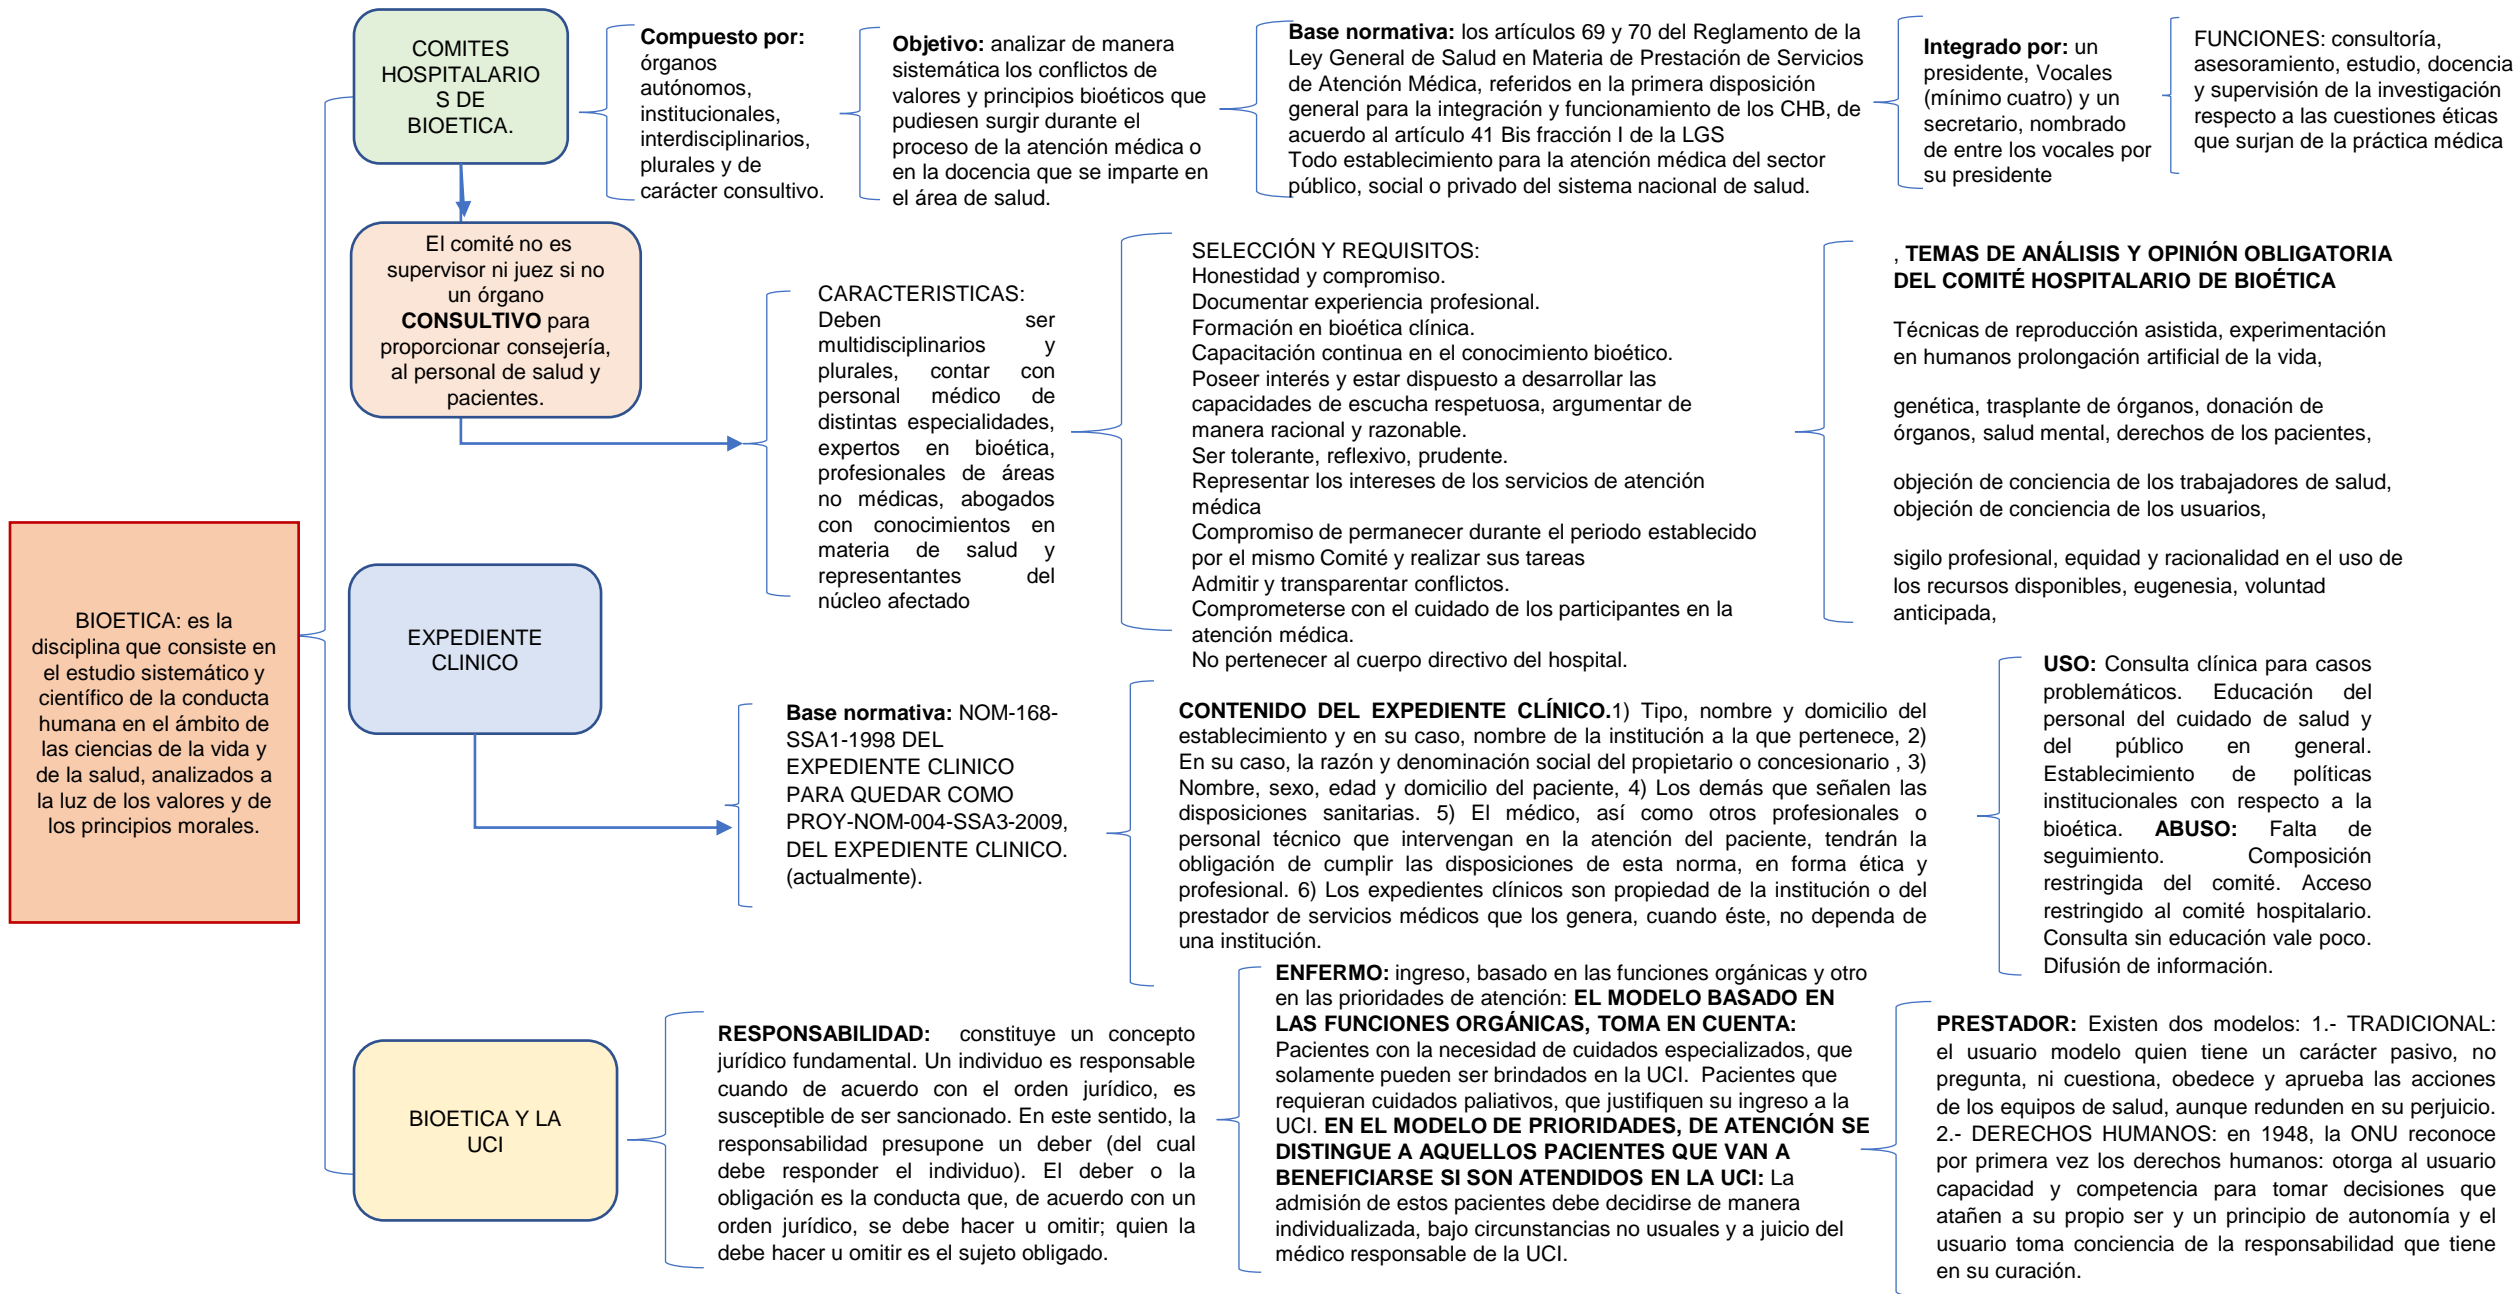 COMITES
HOSPITALARIO
S DE
BIOETICA.
Compuesto por:
órganos
autónomos,
institucionales,
interdisciplinarios,
plurales y de
carácter consultivo.
Objetivo: analizar de manera
sistemática los conflictos de
valores y principios bioéticos que
pudiesen surgir durante el
proceso de la atención médica o
en la docencia que se imparte en
el área de salud.
Base normativa: los artículos 69 y 70 del Reglamento de la
Ley General de Salud en Materia de Prestación de Servicios
de Atención Médica, referidos en la primera disposición
general para la integración y funcionamiento de los CHB, de
acuerdo al artículo 41 Bis fracción I de la LGS
Todo establecimiento para la atención médica del sector
público, social o privado del sistema nacional de salud.
Integrado por: un
presidente, Vocales
(mínimo cuatro) y un
secretario, nombrado
de entre los vocales por
su presidente
FUNCIONES: consultoría,
asesoramiento, estudio, docencia
y supervisión de la investigación
respecto a las cuestiones éticas
que surjan de la práctica médica
El comité no es
supervisor ni juez si no
un órgano
CONSULTIVO para
proporcionar consejería,
al personal de salud y
pacientes.
CARACTERISTICAS:
Deben ser
multidisciplinarios y
plurales, contar con
personal médico de
distintas especialidades,
expertos en bioética,
profesionales de áreas
no médicas, abogados
con conocimientos en
materia de salud y
representantes del
núcleo afectado
SELECCIÓN Y REQUISITOS:
Honestidad y compromiso.
Documentar experiencia profesional.
Formación en bioética clínica.
Capacitación continua en el conocimiento bioético.
Poseer interés y estar dispuesto a desarrollar las
capacidades de escucha respetuosa, argumentar de
manera racional y razonable.
Ser tolerante, reflexivo, prudente.
Representar los intereses de los servicios de atención
médica
Compromiso de permanecer durante el periodo establecido
por el mismo Comité y realizar sus tareas
Admitir y transparentar conflictos.
Comprometerse con el cuidado de los participantes en la
atención médica.
No pertenecer al cuerpo directivo del hospital.
, TEMAS DE ANÁLISIS Y OPINIÓN OBLIGATORIA
DEL COMITÉ HOSPITALARIO DE BIOÉTICA
Técnicas de reproducción asistida, experimentación
en humanos prolongación artificial de la vida,
genética, trasplante de órganos, donación de
órganos, salud mental, derechos de los pacientes,
objeción de conciencia de los trabajadores de salud,
objeción de conciencia de los usuarios,
sigilo profesional, equidad y racionalidad en el uso de
los recursos disponibles, eugenesia, voluntad
anticipada,
BIOETICA: es la
disciplina que consiste en
el estudio sistemático y
científico de la conducta
humana en el ámbito de
las ciencias de la vida y
de la salud, analizados a
la luz de los valores y de
los principios morales.
EXPEDIENTE
CLINICO
Base normativa: NOM-168-
SSA1-1998 DEL
EXPEDIENTE CLINICO
PARA QUEDAR COMO
PROY-NOM-004-SSA3-2009,
DEL EXPEDIENTE CLINICO.
(actualmente).
CONTENIDO DEL EXPEDIENTE CLÍNICO.1) Tipo, nombre y domicilio del
establecimiento y en su caso, nombre de la institución a la que pertenece, 2)
En su caso, la razón y denominación social del propietario o concesionario , 3)
Nombre, sexo, edad y domicilio del paciente, 4) Los demás que señalen las
disposiciones sanitarias. 5) El médico, así como otros profesionales o
personal técnico que intervengan en la atención del paciente, tendrán la
obligación de cumplir las disposiciones de esta norma, en forma ética y
profesional. 6) Los expedientes clínicos son propiedad de la institución o del
prestador de servicios médicos que los genera, cuando éste, no dependa de
una institución.
USO: Consulta clínica para casos
problemáticos. Educación del
personal del cuidado de salud y
del público en general.
Establecimiento de políticas
institucionales con respecto a la
bioética. ABUSO: Falta de
seguimiento. Composición
restringida del comité. Acceso
restringido al comité hospitalario.
Consulta sin educación vale poco.
Difusión de información.
BIOETICA Y LA
UCI
RESPONSABILIDAD: constituye un concepto
jurídico fundamental. Un individuo es responsable
cuando de acuerdo con el orden jurídico, es
susceptible de ser sancionado. En este sentido, la
responsabilidad presupone un deber (del cual
debe responder el individuo). El deber o la
obligación es la conducta que, de acuerdo con un
orden jurídico, se debe hacer u omitir; quien la
debe hacer u omitir es el sujeto obligado.
ENFERMO: ingreso, basado en las funciones orgánicas y otro
en las prioridades de atención: EL MODELO BASADO EN
LAS FUNCIONES ORGÁNICAS, TOMA EN CUENTA:
Pacientes con la necesidad de cuidados especializados, que
solamente pueden ser brindados en la UCI. Pacientes que
requieran cuidados paliativos, que justifiquen su ingreso a la
UCI. EN EL MODELO DE PRIORIDADES, DE ATENCIÓN SE
DISTINGUE A AQUELLOS PACIENTES QUE VAN A
BENEFICIARSE SI SON ATENDIDOS EN LA UCI: La
admisión de estos pacientes debe decidirse de manera
individualizada, bajo circunstancias no usuales y a juicio del
médico responsable de la UCI.
PRESTADOR: Existen dos modelos: 1.- TRADICIONAL:
el usuario modelo quien tiene un carácter pasivo, no
pregunta, ni cuestiona, obedece y aprueba las acciones
de los equipos de salud, aunque redunden en su perjuicio.
2.- DERECHOS HUMANOS: en 1948, la ONU reconoce
por primera vez los derechos humanos: otorga al usuario
capacidad y competencia para tomar decisiones que
atañen a su propio ser y un principio de autonomía y el
usuario toma conciencia de la responsabilidad que tiene
en su curación.